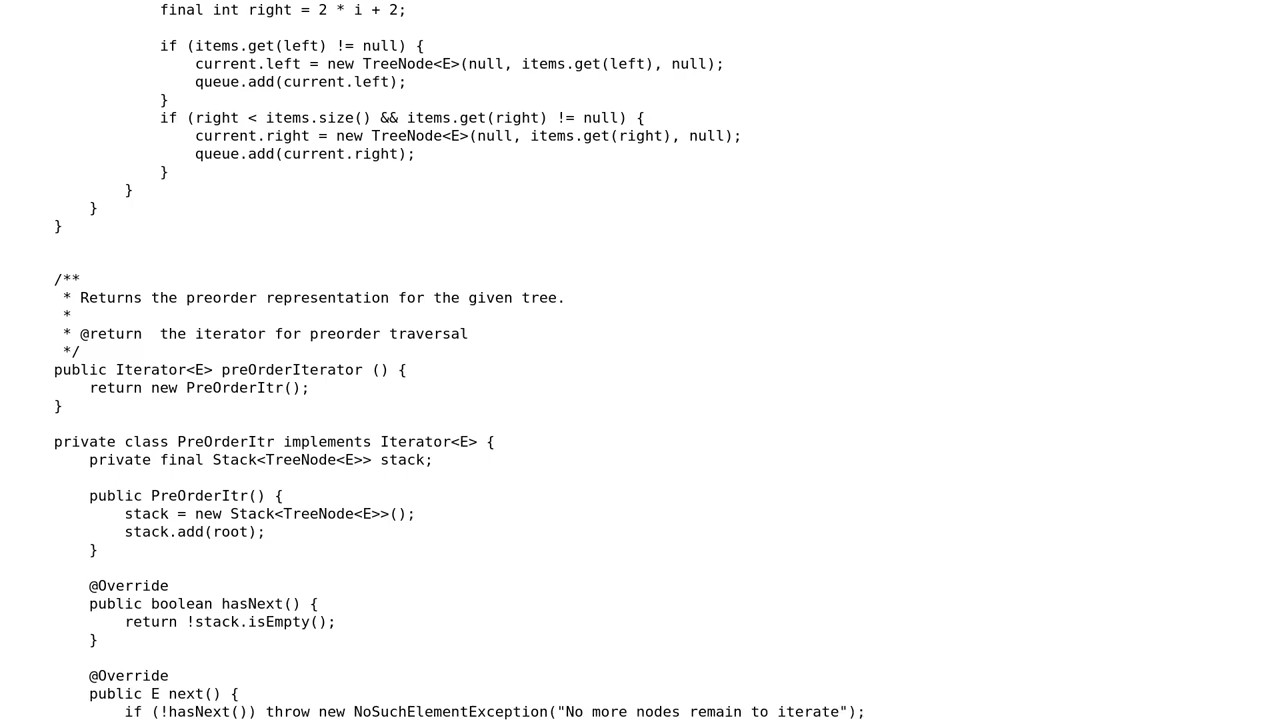 final int right = 2 * i + 2;

            if (items.get(left) != null) {
                current.left = new TreeNode<E>(null, items.get(left), null);
                queue.add(current.left);
            }
            if (right < items.size() && items.get(right) != null) {
                current.right = new TreeNode<E>(null, items.get(right), null);
                queue.add(current.right);
            }
        }
    }
}


/**
 * Returns the preorder representation for the given tree.
 *
 * @return  the iterator for preorder traversal
 */
public Iterator<E> preOrderIterator () {
    return new PreOrderItr();
}

private class PreOrderItr implements Iterator<E> {
    private final Stack<TreeNode<E>> stack;

    public PreOrderItr() {
        stack = new Stack<TreeNode<E>>();
        stack.add(root);
    }

    @Override
    public boolean hasNext() {
        return !stack.isEmpty();
    }

    @Override
    public E next() {
        if (!hasNext()) throw new NoSuchElementException("No more nodes remain to iterate");